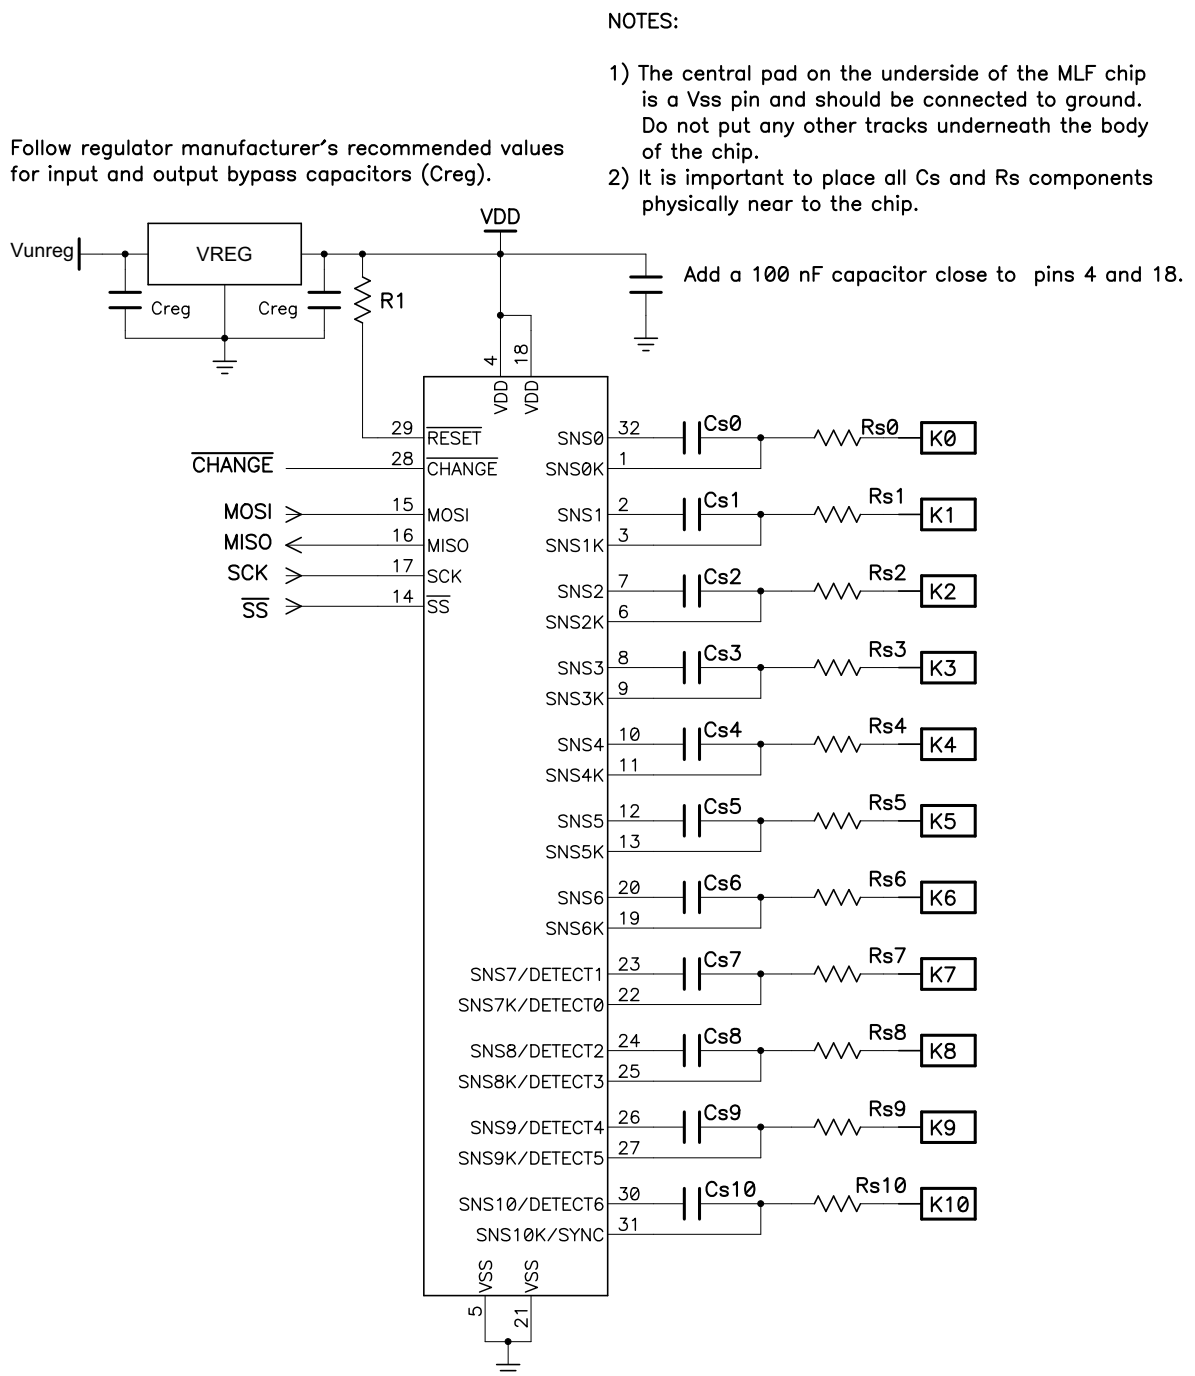 NOTES:
1) The central pad on the underside of the MLF chip
is a Vss pin and should be connected to ground.
Do not put any other tracks underneath the body
of the chip.
2) It is important to place all Cs and Rs components
physically near to the chip.
Follow regulator manufacturer's recommended values
for input and output bypass capacitors (Creg).
VDD
Vunreg
VREG
Creg
Creg
R1
Add a 100 nF capacitor close to pins 4 and 18.
4
18
VDD
VDD
29
RESET
28
CHANGE
CHANGE
MOSI
15
MOSI
MISO
16
MISO
SCK
17
SCK
SS
14
SS
SNS0
32
Cs0
Rs0
K0
SNS0K
1
SNS1
2
Cs1
Rs1
K1
SNS1K
3
SNS2
7
Cs2
Rs2
K2
SNS2K
6
SNS3
8
Cs3
Rs3
K3
SNS3K
9
SNS4
10
Cs4
Rs4
K4
SNS4K
11
SNS5
12
Cs5
Rs5
K5
SNS5K
13
SNS6
20
Cs6
Rs6
K6
SNS6K
19
SNS7/DETECT1
23
Cs7
Rs7
K7
SNS7K/DETECT0
22
SNS8/DETECT2
24
Cs8
Rs8
K8
SNS8K/DETECT3
25
SNS9/DETECT4
26
Cs9
Rs9
K9
SNS9K/DETECT5
27
SNS10/DETECT6
30
Cs10
Rs10
K10
SNS10K/SYNC
31
VSS
VSS
5
21